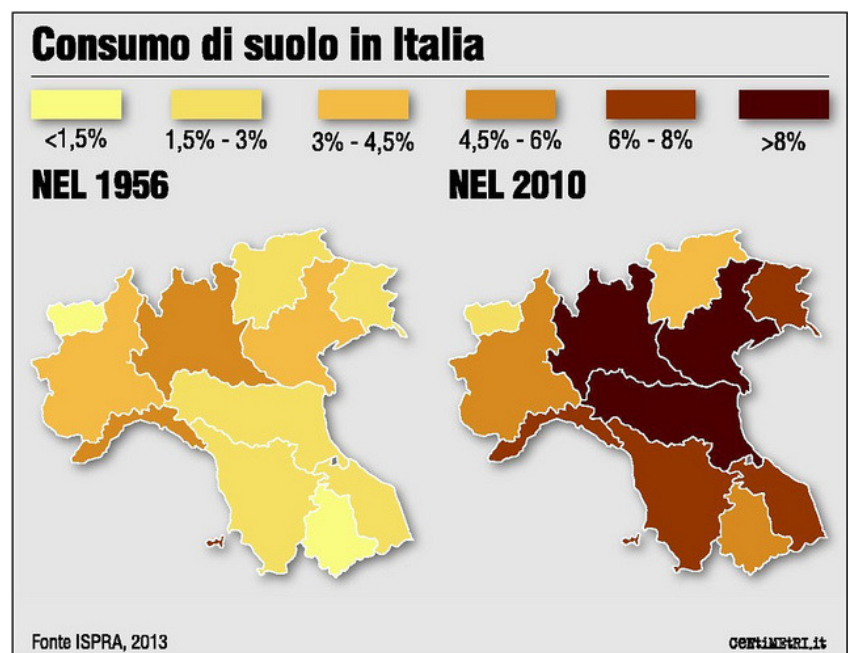 Consumo di suolo in Italia
<1,5% 1,5% - 3% 3% - 4,5% 4,5% - 6% 6% - 8% >8%
NEL 1956 NEL 2010
Fonte ISPRA, 2013 CENTIMETRI.it